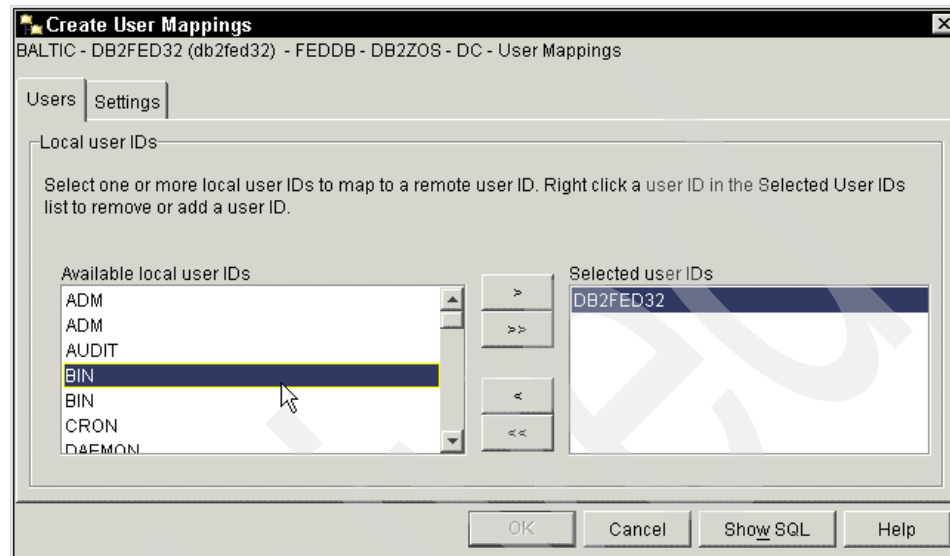 Create User Mappings
BALTIC - DB2FED32 (db2fed32) - FEDDB - DB2ZOS - DC - User Mappings
Users Settings
Local user IDs
Select one or more local user IDs to map to a remote user ID. Right click a user ID in the Selected User IDs
list to remove or add a user ID.
Available local user IDs
Selected user IDs
ADM
ADM
AUDIT
BIN
BIN
CRON
DAEMON
>
>>
<
<<
DB2FED32
OK Cancel Show SQL Help